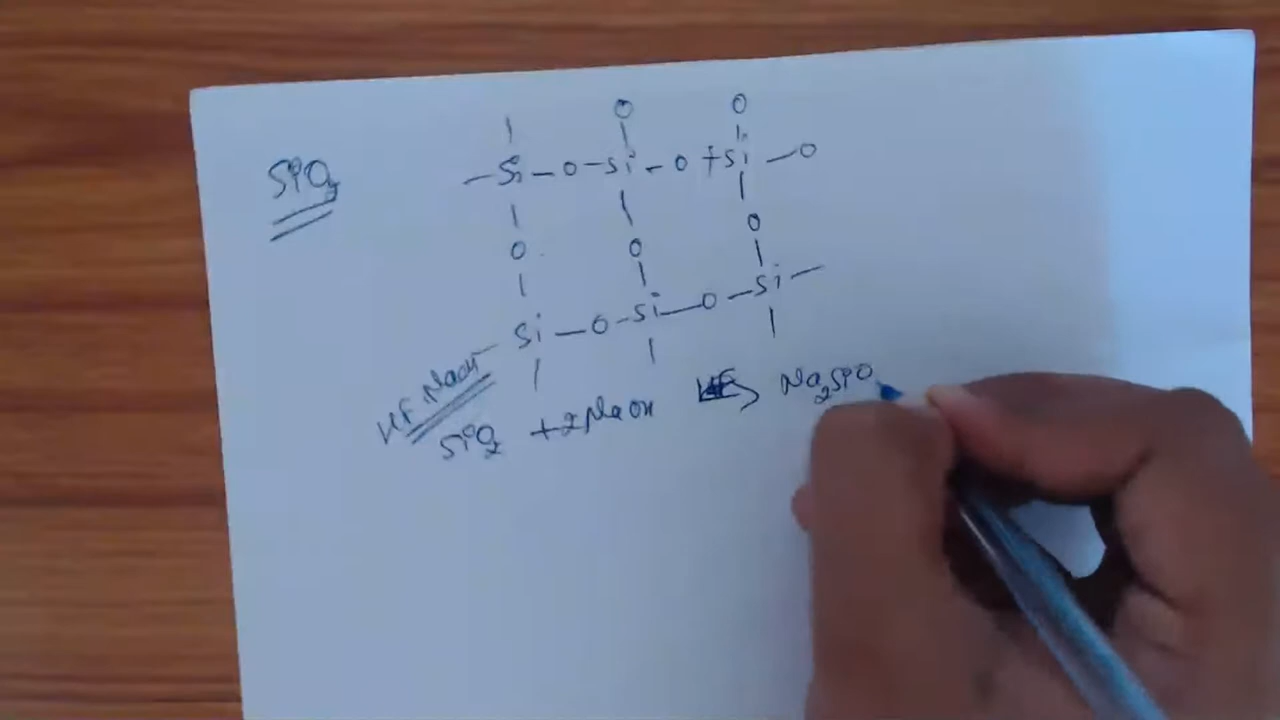 SiO2
O O
-Si-O-Si-O+Si-O
O O O
Si-O-Si-O-Si-
HF, NaOH
SiO2 + 2NaOH → Na2SiO